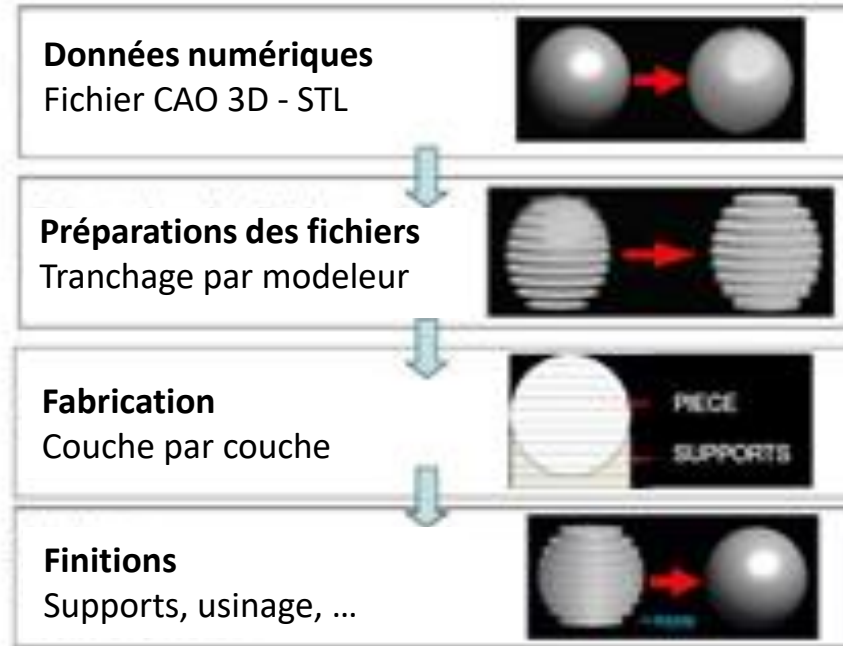 Données numériques
Fichier CAO 3D - STL
Préparations des fichiers
Tranchage par modeleur
Fabrication
Couche par couche
PIECE
SUPPORTS
Finitions
Supports, usinage, ...